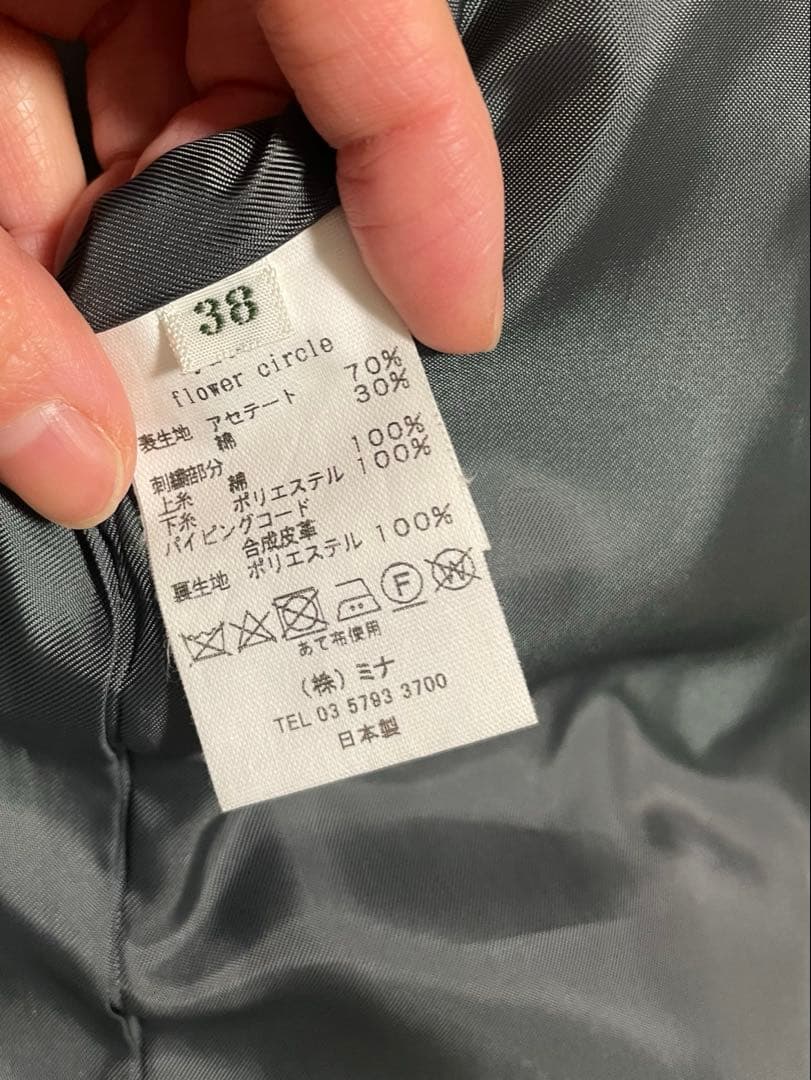 38
flower circle
表生地 アセテート 70%
綿 30%
刺繍部分
上糸 綿 100%
下糸 ポリエステル 100%
パイピングコード
合成皮革
裏生地 ポリエステル 100%
F W
あて布使用
(株)ミナ
TEL 03 5793 3700
日本製